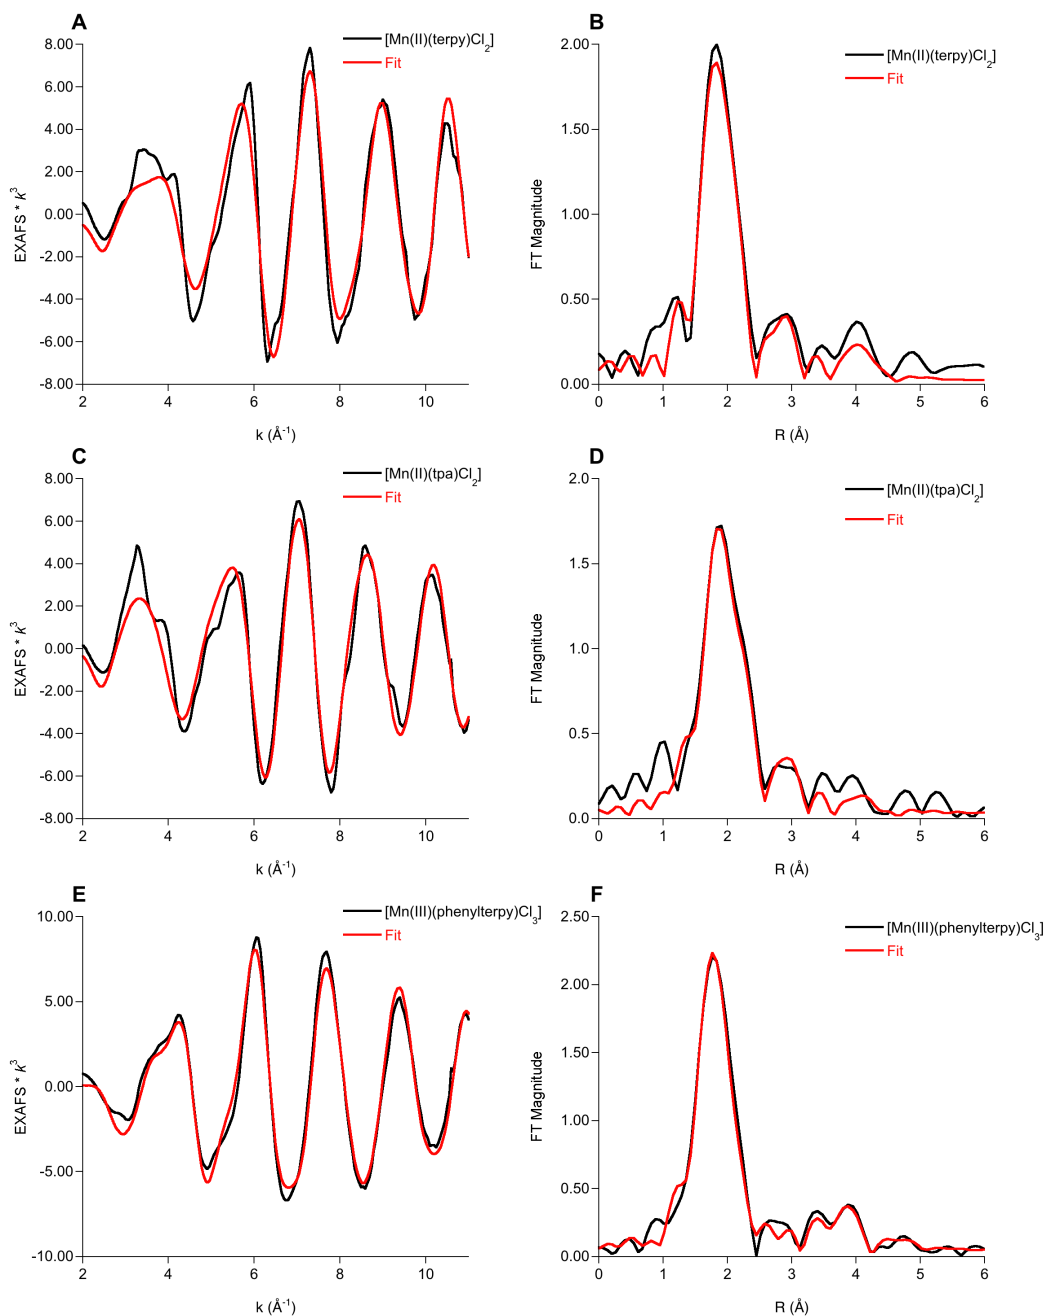 A
[Mn(II)(terpy)Cl2]
Fit
8.00
6.00
4.00
2.00
0.00
-2.00
-4.00
-6.00
-8.00
EXAFS * k³
2 4 6 8 10
k (Å⁻¹)
B
[Mn(II)(terpy)Cl2]
Fit
2.00
1.50
1.00
0.50
0.00
FT Magnitude
0 1 2 3 4 5 6
R (Å)
C
[Mn(II)(tpa)Cl2]
Fit
8.00
6.00
4.00
2.00
0.00
-2.00
-4.00
-6.00
-8.00
EXAFS * k³
2 4 6 8 10
k (Å⁻¹)
D
[Mn(II)(tpa)Cl2]
Fit
2.0
1.5
1.0
0.5
0.0
FT Magnitude
0 1 2 3 4 5 6
R (Å)
E
[Mn(III)(phenylterpy)Cl3]
Fit
10.00
5.00
0.00
-5.00
-10.00
EXAFS * k³
2 4 6 8 10
k (Å⁻¹)
F
[Mn(III)(phenylterpy)Cl3]
Fit
2.50
2.00
1.50
1.00
0.50
0.00
FT Magnitude
0 1 2 3 4 5 6
R (Å)